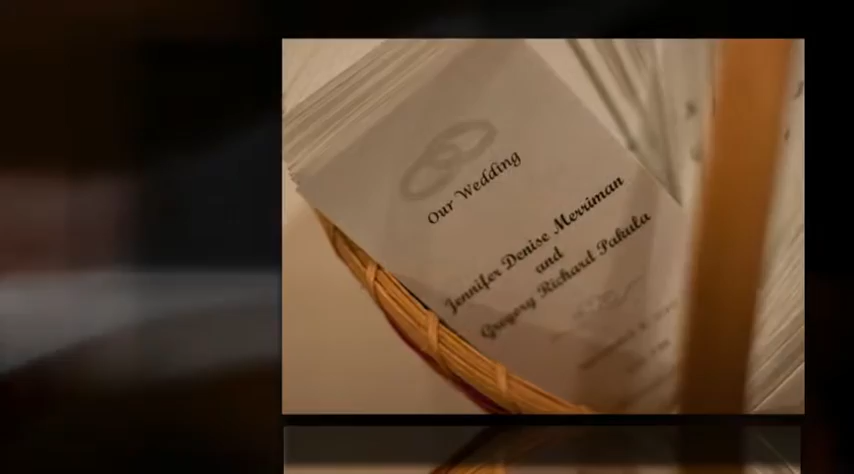 Our Wedding
Jennifer Denise Merriman
and
Gregory Richard Pakula